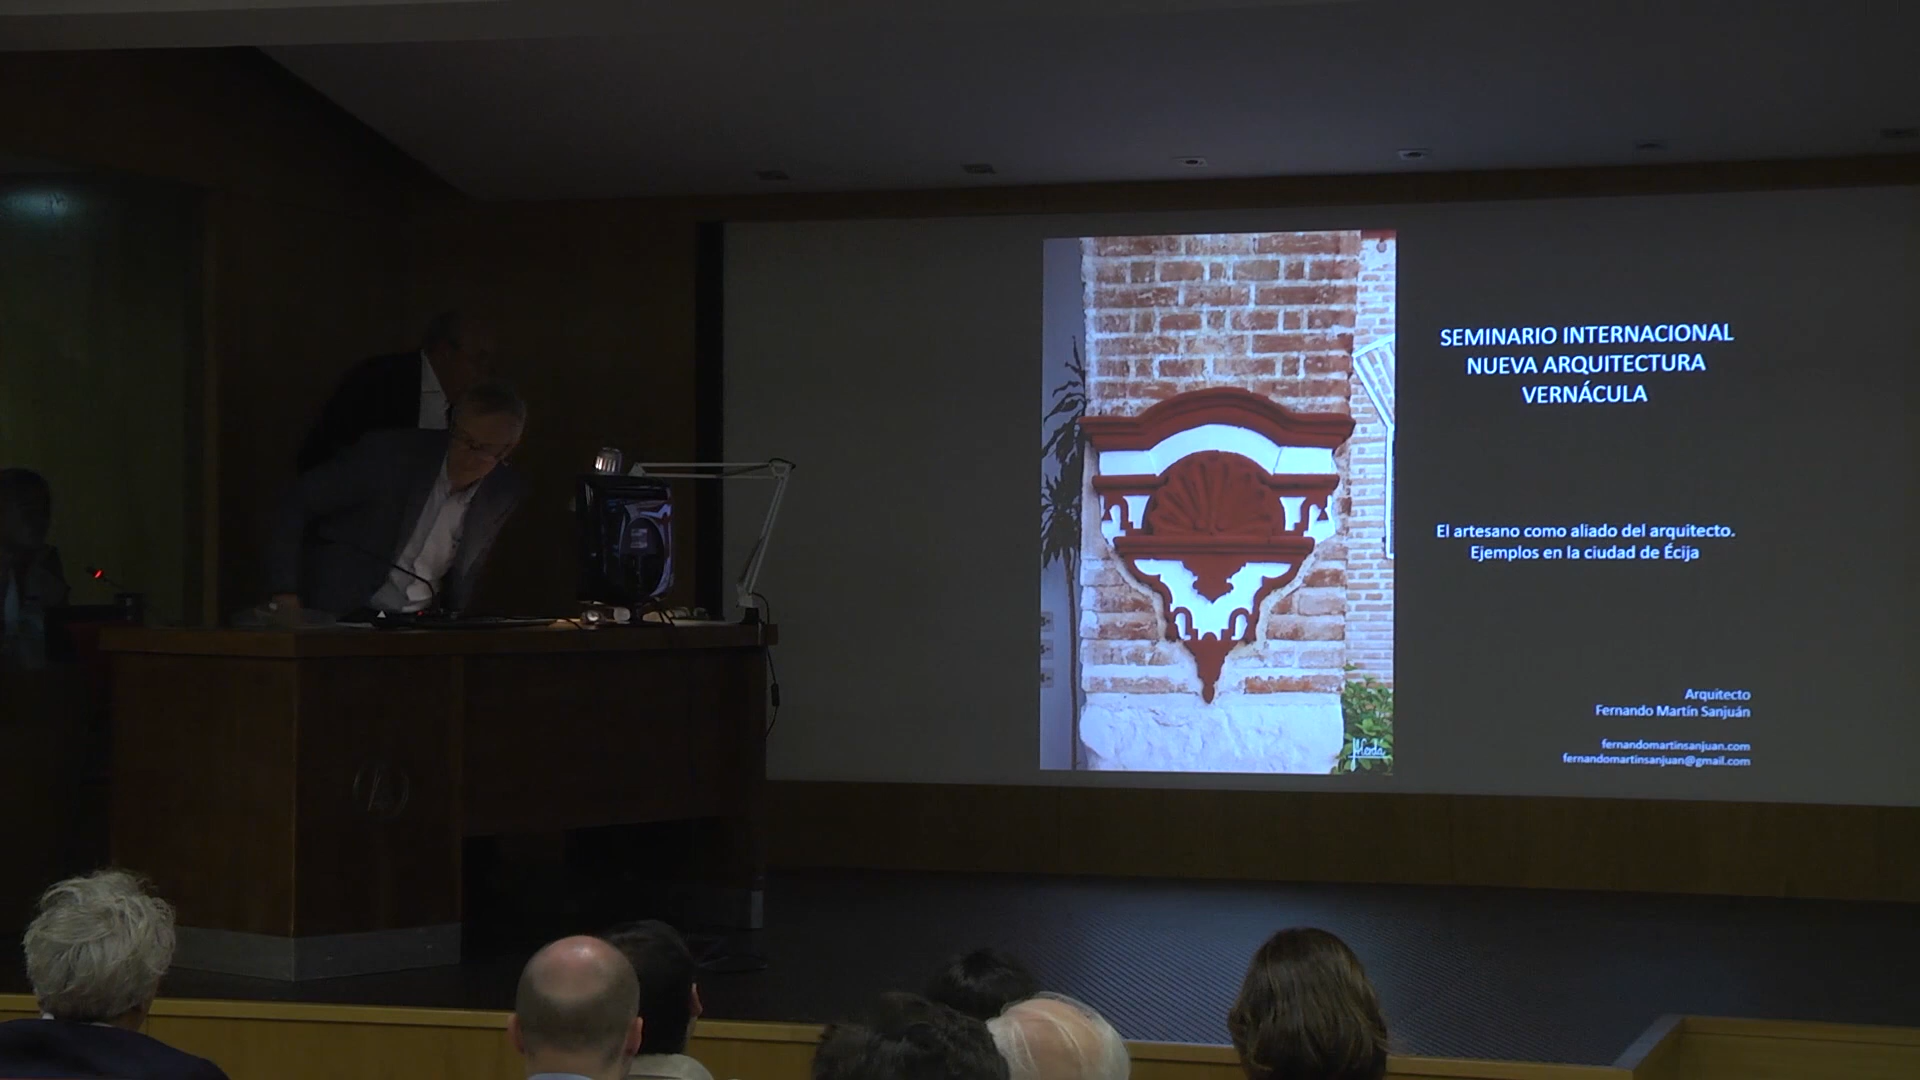 SEMINARIO INTERNACIONAL
NUEVA ARQUITECTURA
VERNÁCULA
El artesano como aliado del arquitecto.
Ejemplos en la ciudad de Écija
Arquitecto
Fernando Martín Sanjuán
fernandomartinsanjuan.com
fernandomartinsanjuan@gmail.com